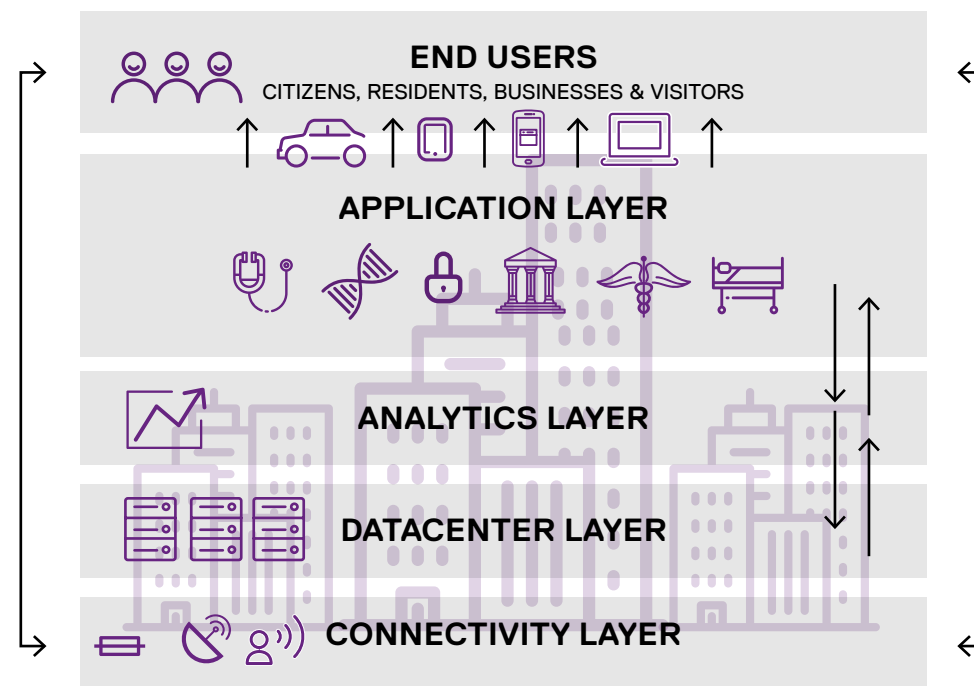 END USERS
CITIZENS, RESIDENTS, BUSINESSES & VISITORS
APPLICATION LAYER
ANALYTICS LAYER
DATACENTER LAYER
CONNECTIVITY LAYER